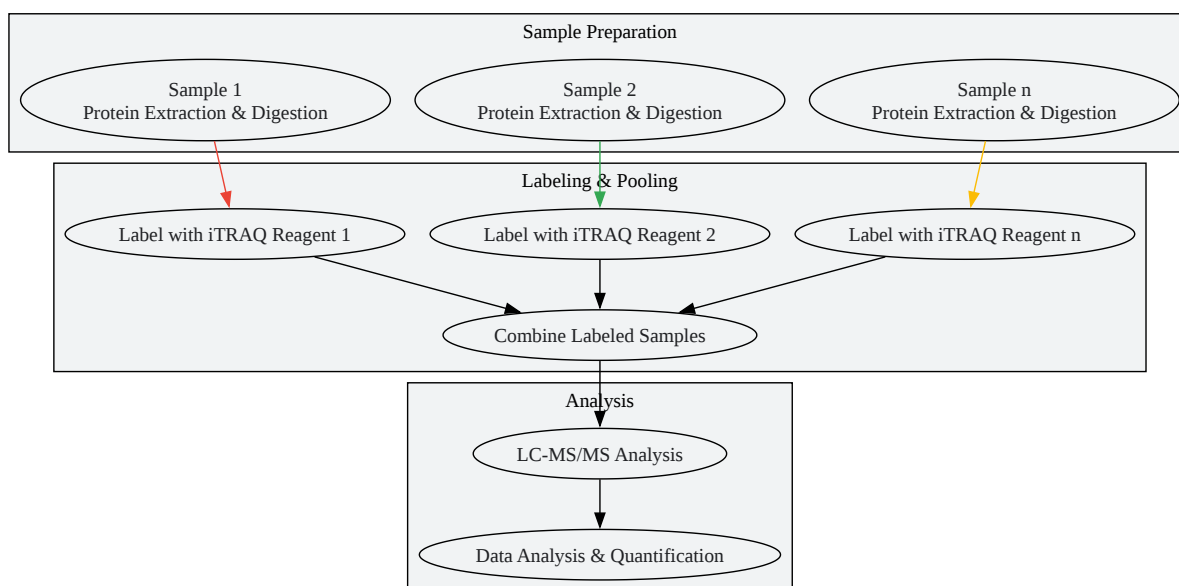 Sample Preparation
Sample 1
Protein Extraction & Digestion
Sample 2
Protein Extraction & Digestion
Sample n
Protein Extraction & Digestion
Labeling & Pooling
Label with iTRAQ Reagent 1
Label with iTRAQ Reagent 2
Label with iTRAQ Reagent n
Combine Labeled Samples
Analysis
LC-MS/MS Analysis
Data Analysis & Quantification